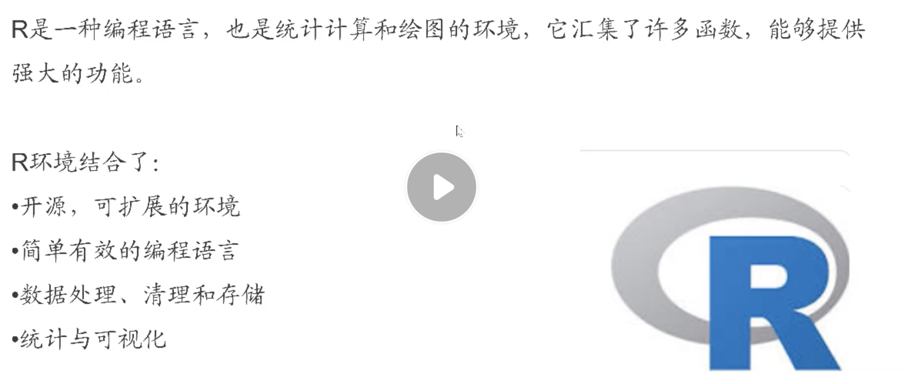 R是一种编程语言，也是统计计算和绘图的环境，它汇集了许多函数，能够提供
强大的功能。
R环境结合了：
•开源，可扩展的环境
•简单有效的编程语言
•数据处理、清理和存储
•统计与可视化
R